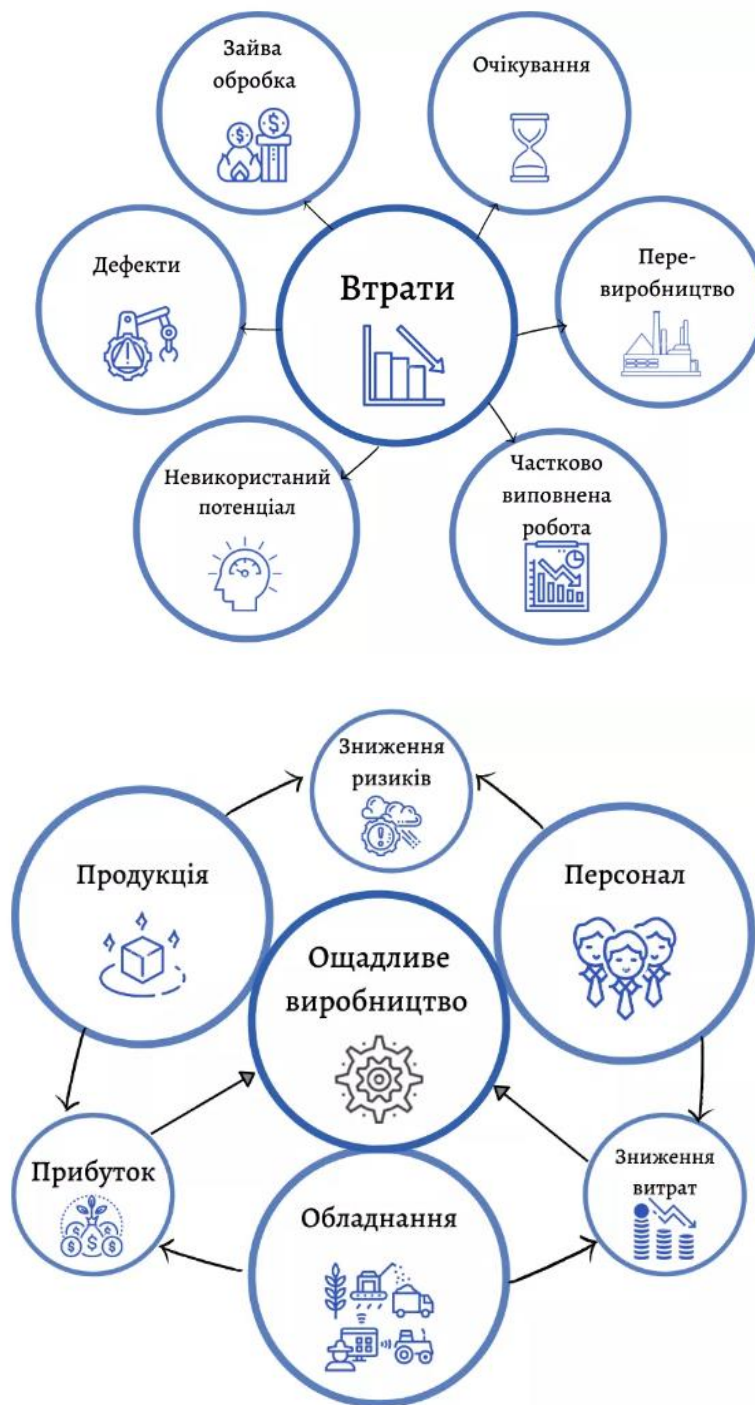 Зайва
обробка
Очікування
Дефекти
Втрати
Пере-
виробництво
Невикористаний
потенціал
Частково
виповнена
робота
Зниження
ризиків
Продукція
Персонал
Ощадливе
виробництво
Прибуток
Обладнання
Зниження
витрат